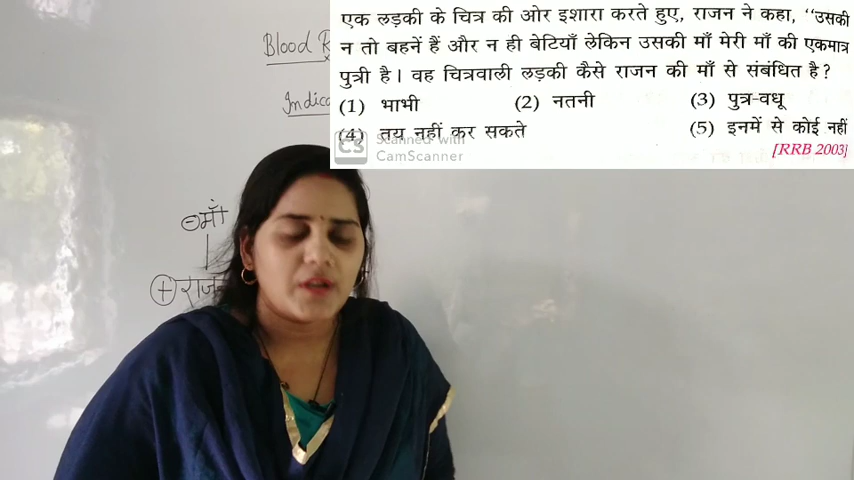 एक लड़की के चित्र की ओर इशारा करते हुए, राजन ने कहा, ‘‘उसकी
न तो बहनें हैं और न ही बेटियाँ लेकिन उसकी माँ मेरी माँ की एकमात्र
पुत्री है। वह चित्रवाली लड़की कैसे राजन की माँ से संबंधित है?
(1) भाभी (2) नतनी (3) पुत्र-वधू
(4) तय नहीं कर सकते (5) इनमें से कोई नहीं
[RRB 2003]
CS Scanned with
CamScanner
Blood
माँ